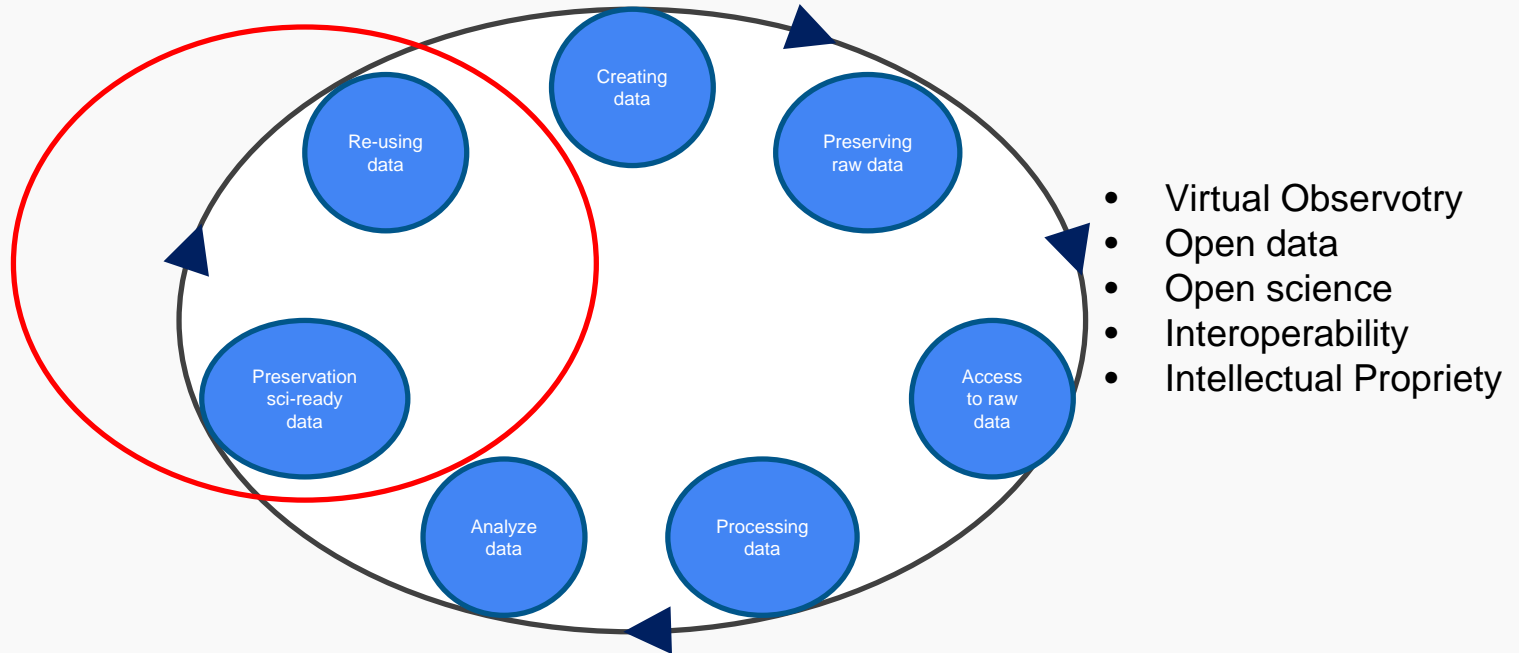 Creating
data
Preserving
raw data
Access
to raw
data
Processing
data
Analyze
data
Preservation
sci-ready
data
Re-using
data
• Virtual Observotry
• Open data
• Open science
• Interoperability
• Intellectual Propriety